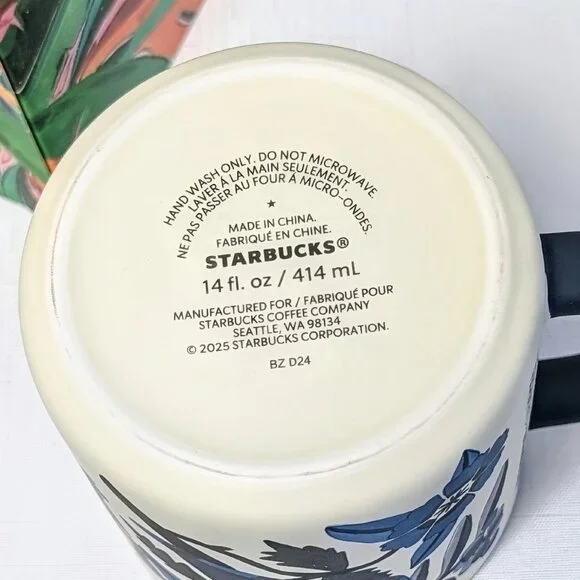 HAND WASH ONLY. DO NOT MICROWAVE.
LAVER À LA MAIN SEULEMENT.
NE PAS PASSER AU FOUR À MICRO-ONDES.
MADE IN CHINA.
FABRIQUÉ EN CHINE.
STARBUCKS®
14 fl. oz / 414 mL
MANUFACTURED FOR / FABRIQUÉ POUR
STARBUCKS COFFEE COMPANY
SEATTLE, WA 98134
© 2025 STARBUCKS CORPORATION.
BZ D24